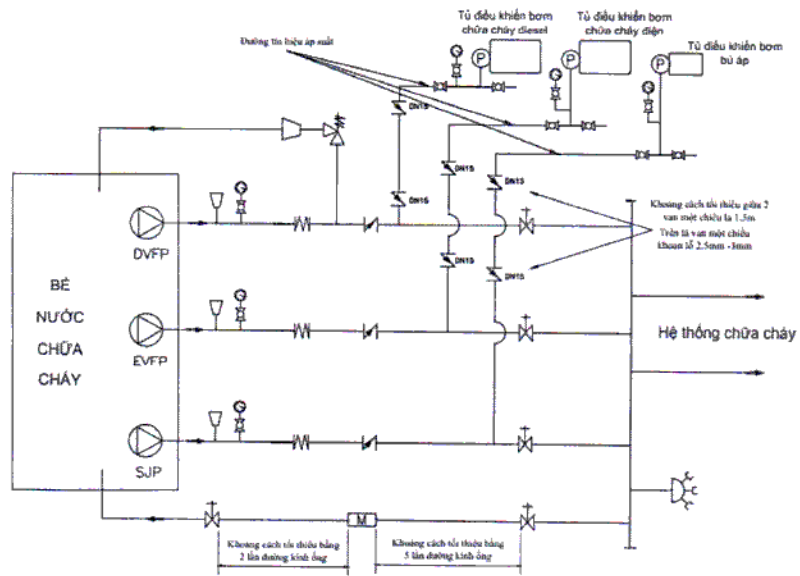 Tủ điều khiển bơm
chữa cháy diesel
Tủ điều khiển bơm
chữa cháy điện
Tủ điều khiển bơm
bù áp
Đường tín hiệu áp suất
P
P
P
DN15
DN15
DN15
DN15
DN15
DN15
Khoảng cách tối thiểu giữa 2
van một chiều là 1.5m
Trên lá van một chiều
khoan lỗ 2,5mm -3mm
BỂ
NƯỚC
CHỮA
CHÁY
DVFP
EVFP
SJP
Hệ thống chữa cháy
M
Khoảng cách tối thiểu bằng
2 lần đường kính ống
Khoảng cách tối thiểu bằng
5 lần đường kính ống